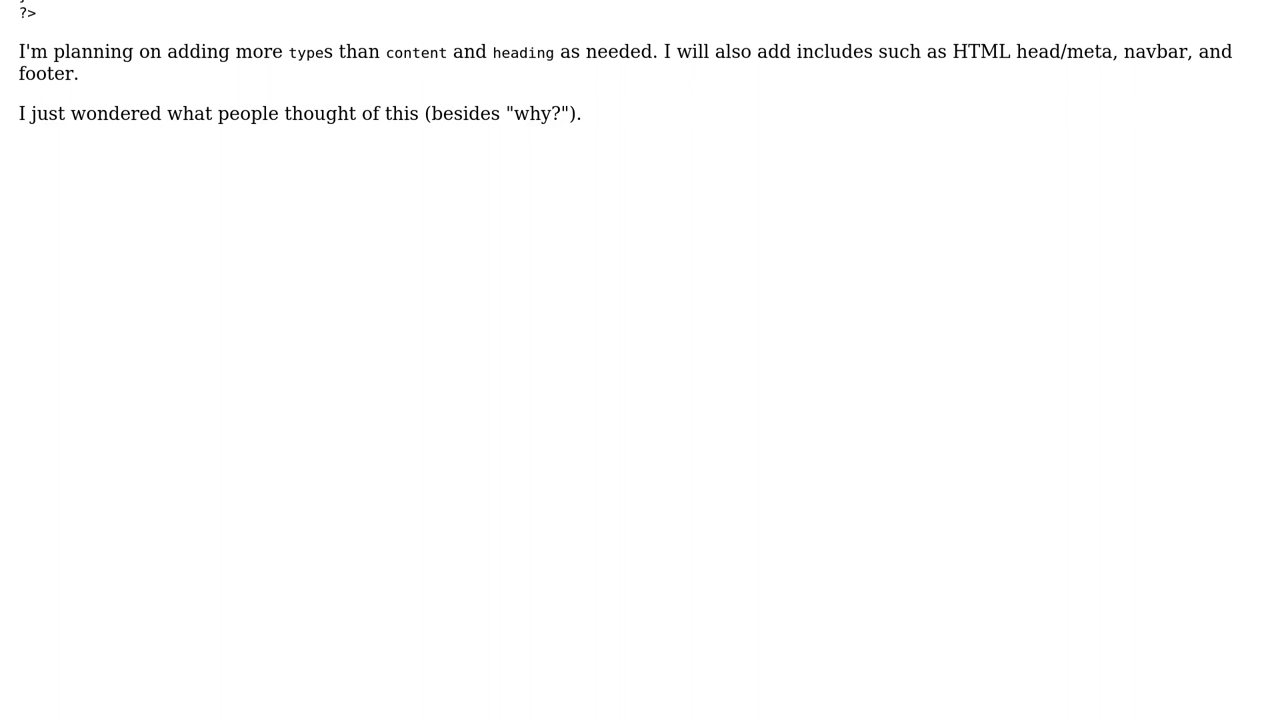 ?>
I'm planning on adding more types than content and heading as needed. I will also add includes such as HTML head/meta, navbar, and
footer.
I just wondered what people thought of this (besides "why?").